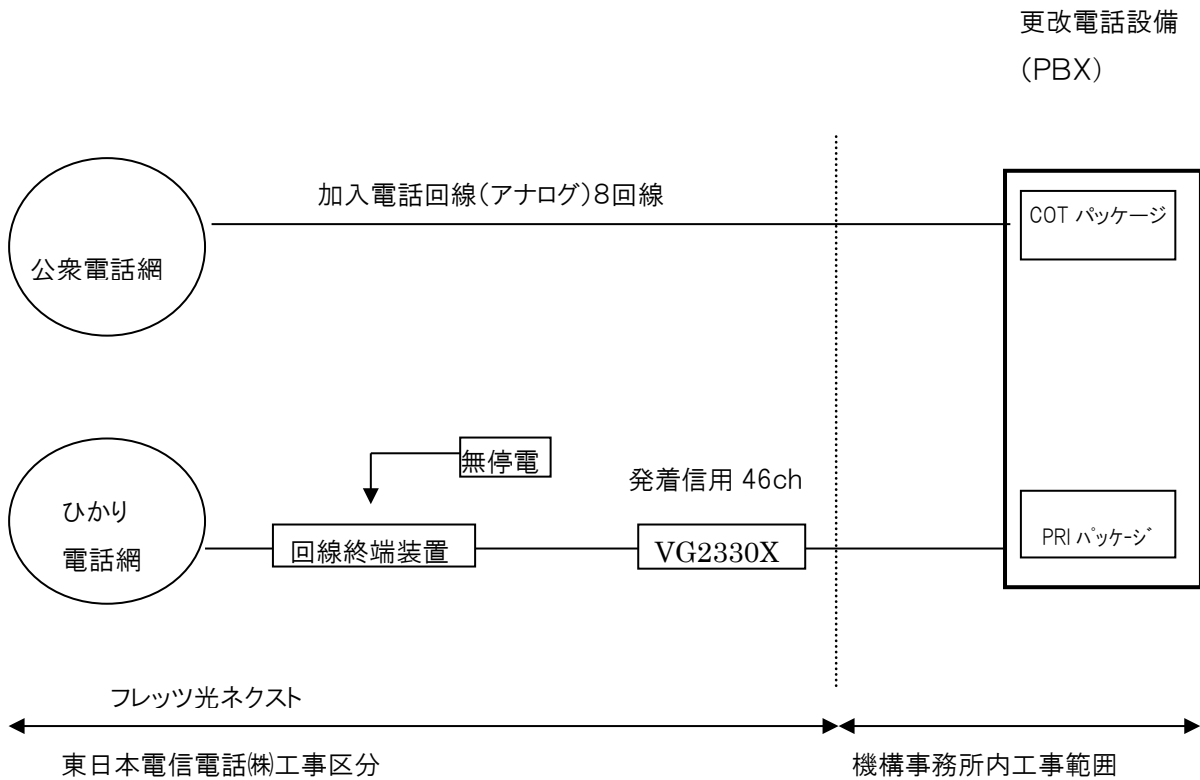 更改電話設備
(PBX)
加入電話回線(アナログ)8回線
COT パッケージ
公衆電話網
無停電
発着信用 46ch
ひかり
電話網
回線終端装置
VG2330X
PRI パッケージ
フレッツ光ネクスト
東日本電信電話㈱工事区分
機構事務所内工事範囲